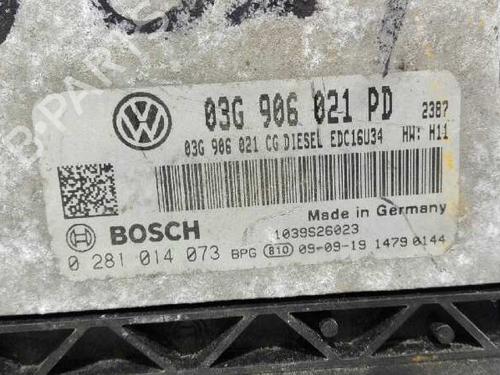 03G 906 021 PD 2387
03G 906 021 CG DIESEL EDC16U34 HW: H11
Made in Germany
BOSCH 1039S26023
0 281 014 073 BPG 810 09-09-19 1479 0144